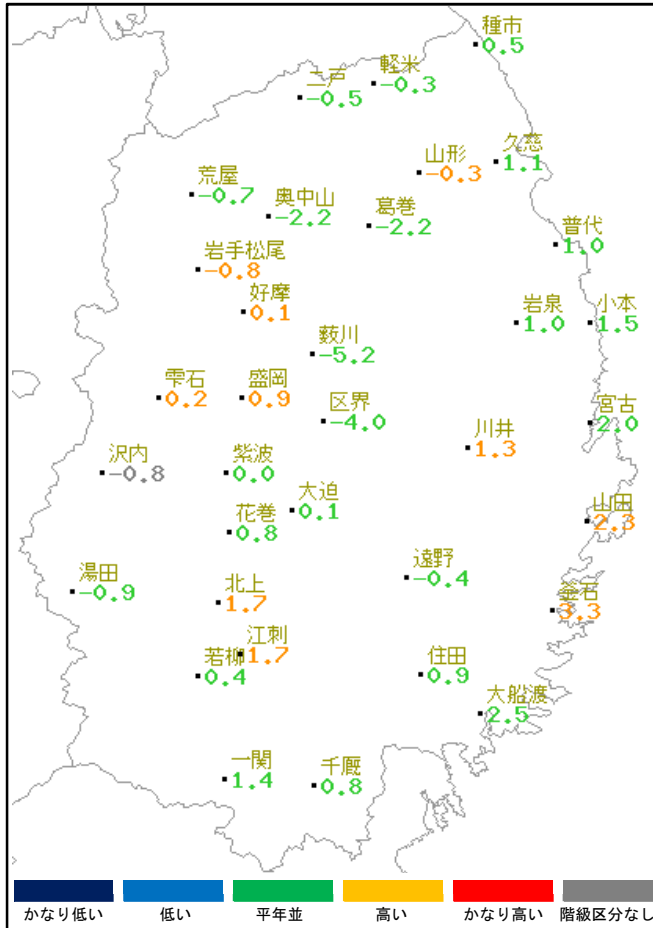 種市
0.5
軽米
-0.3
二戸
-0.5
久慈
1.1
山形
-0.3
荒屋
-0.7
奥中山
-2.2
葛巻
-2.2
普代
1.0
岩手松尾
-0.8
好摩
0.1
岩泉
1.0
小本
1.5
薮川
-5.2
雫石
0.2
盛岡
0.9
区界
-4.0
宮古
2.0
川井
1.3
沢内
-0.8
紫波
0.0
大迫
0.1
山田
2.3
花巻
0.8
遠野
-0.4
湯田
-0.9
北上
1.7
釜石
3.3
江刺
1.7
若柳
0.4
住田
0.9
大船渡
2.5
一関
1.4
千厩
0.8
かなり低い 低い 平年並 高い かなり高い 階級区分なし